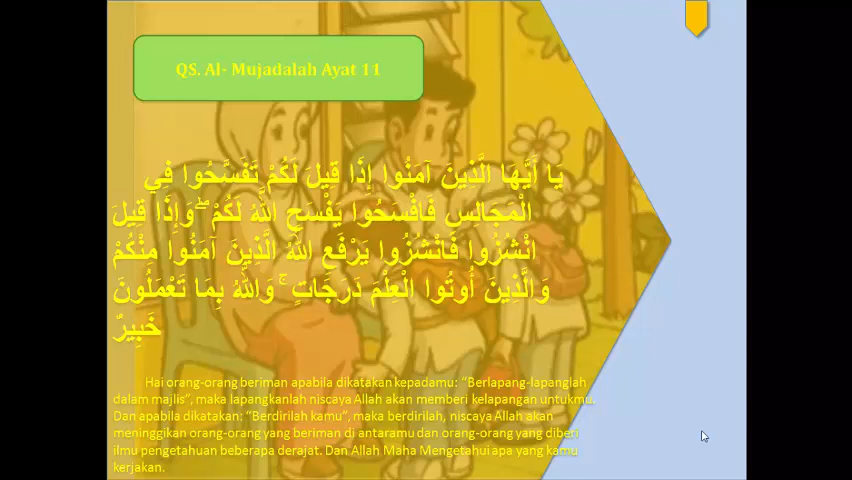 QS. Al- Mujadalah Ayat 11
يَا أَيُّهَا الَّذِينَ آمَنُوا إِذَا قِيلَ لَكُمْ تَفَسَّحُوا فِي
الْمَجَالِسِ فَافْسَحُوا يَفْسَحِ اللَّهُ لَكُمْ ۖ وَإِذَا قِيلَ
انْشُزُوا فَانْشُزُوا يَرْفَعِ اللَّهُ الَّذِينَ آمَنُوا مِنْكُمْ
وَالَّذِينَ أُوتُوا الْعِلْمَ دَرَجَاتٍ ۚ وَاللَّهُ بِمَا تَعْمَلُونَ
خَبِيرٌ
Hai orang-orang beriman apabila dikatakan kepadamu: “Berlapang-lapanglah
dalam majlis”, maka lapangkanlah niscaya Allah akan memberi kelapangan untukmu.
Dan apabila dikatakan: “Berdirilah kamu”, maka berdirilah, niscaya Allah akan
meninggikan orang-orang yang beriman di antaramu dan orang-orang yang diberi
ilmu pengetahuan beberapa derajat. Dan Allah Maha Mengetahui apa yang kamu
kerjakan.